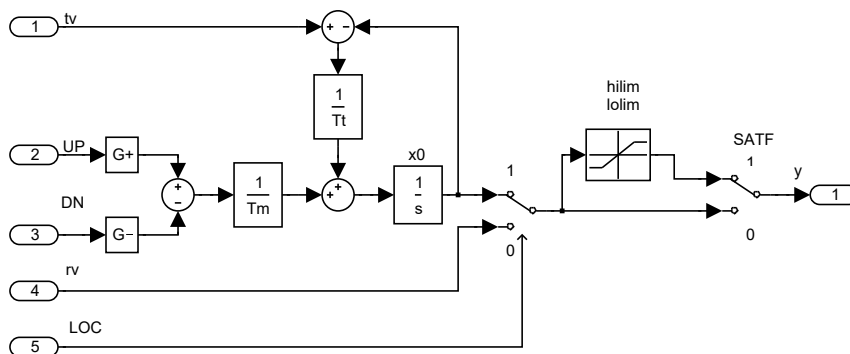 1
tv
+ −
1
Tt
hilim
lolim
2
UP
G+
x0
SATF
+
−
1
Tm
+
+
1
s
1
1
y
1
DN
3
G−
0
0
rv
4
LOC
5